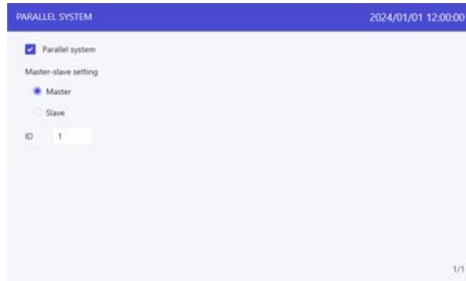 PARALLEL SYSTEM 2024/01/01 12:00:00
Parallel system
Master-slave setting
Master
Slave
ID 1
1/1